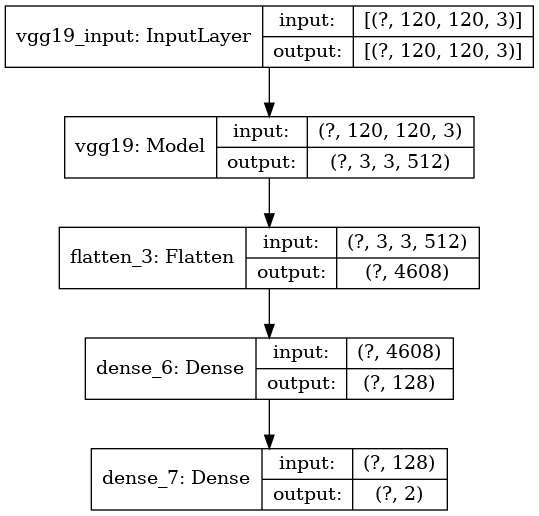 vgg19_input: InputLayer
input: [(?, 120, 120, 3)]
output: [(?, 120, 120, 3)]
vgg19: Model
input: (?, 120, 120, 3)
output: (?, 3, 3, 512)
flatten_3: Flatten
input: (?, 3, 3, 512)
output: (?, 4608)
dense_6: Dense
input: (?, 4608)
output: (?, 128)
dense_7: Dense
input: (?, 128)
output: (?, 2)